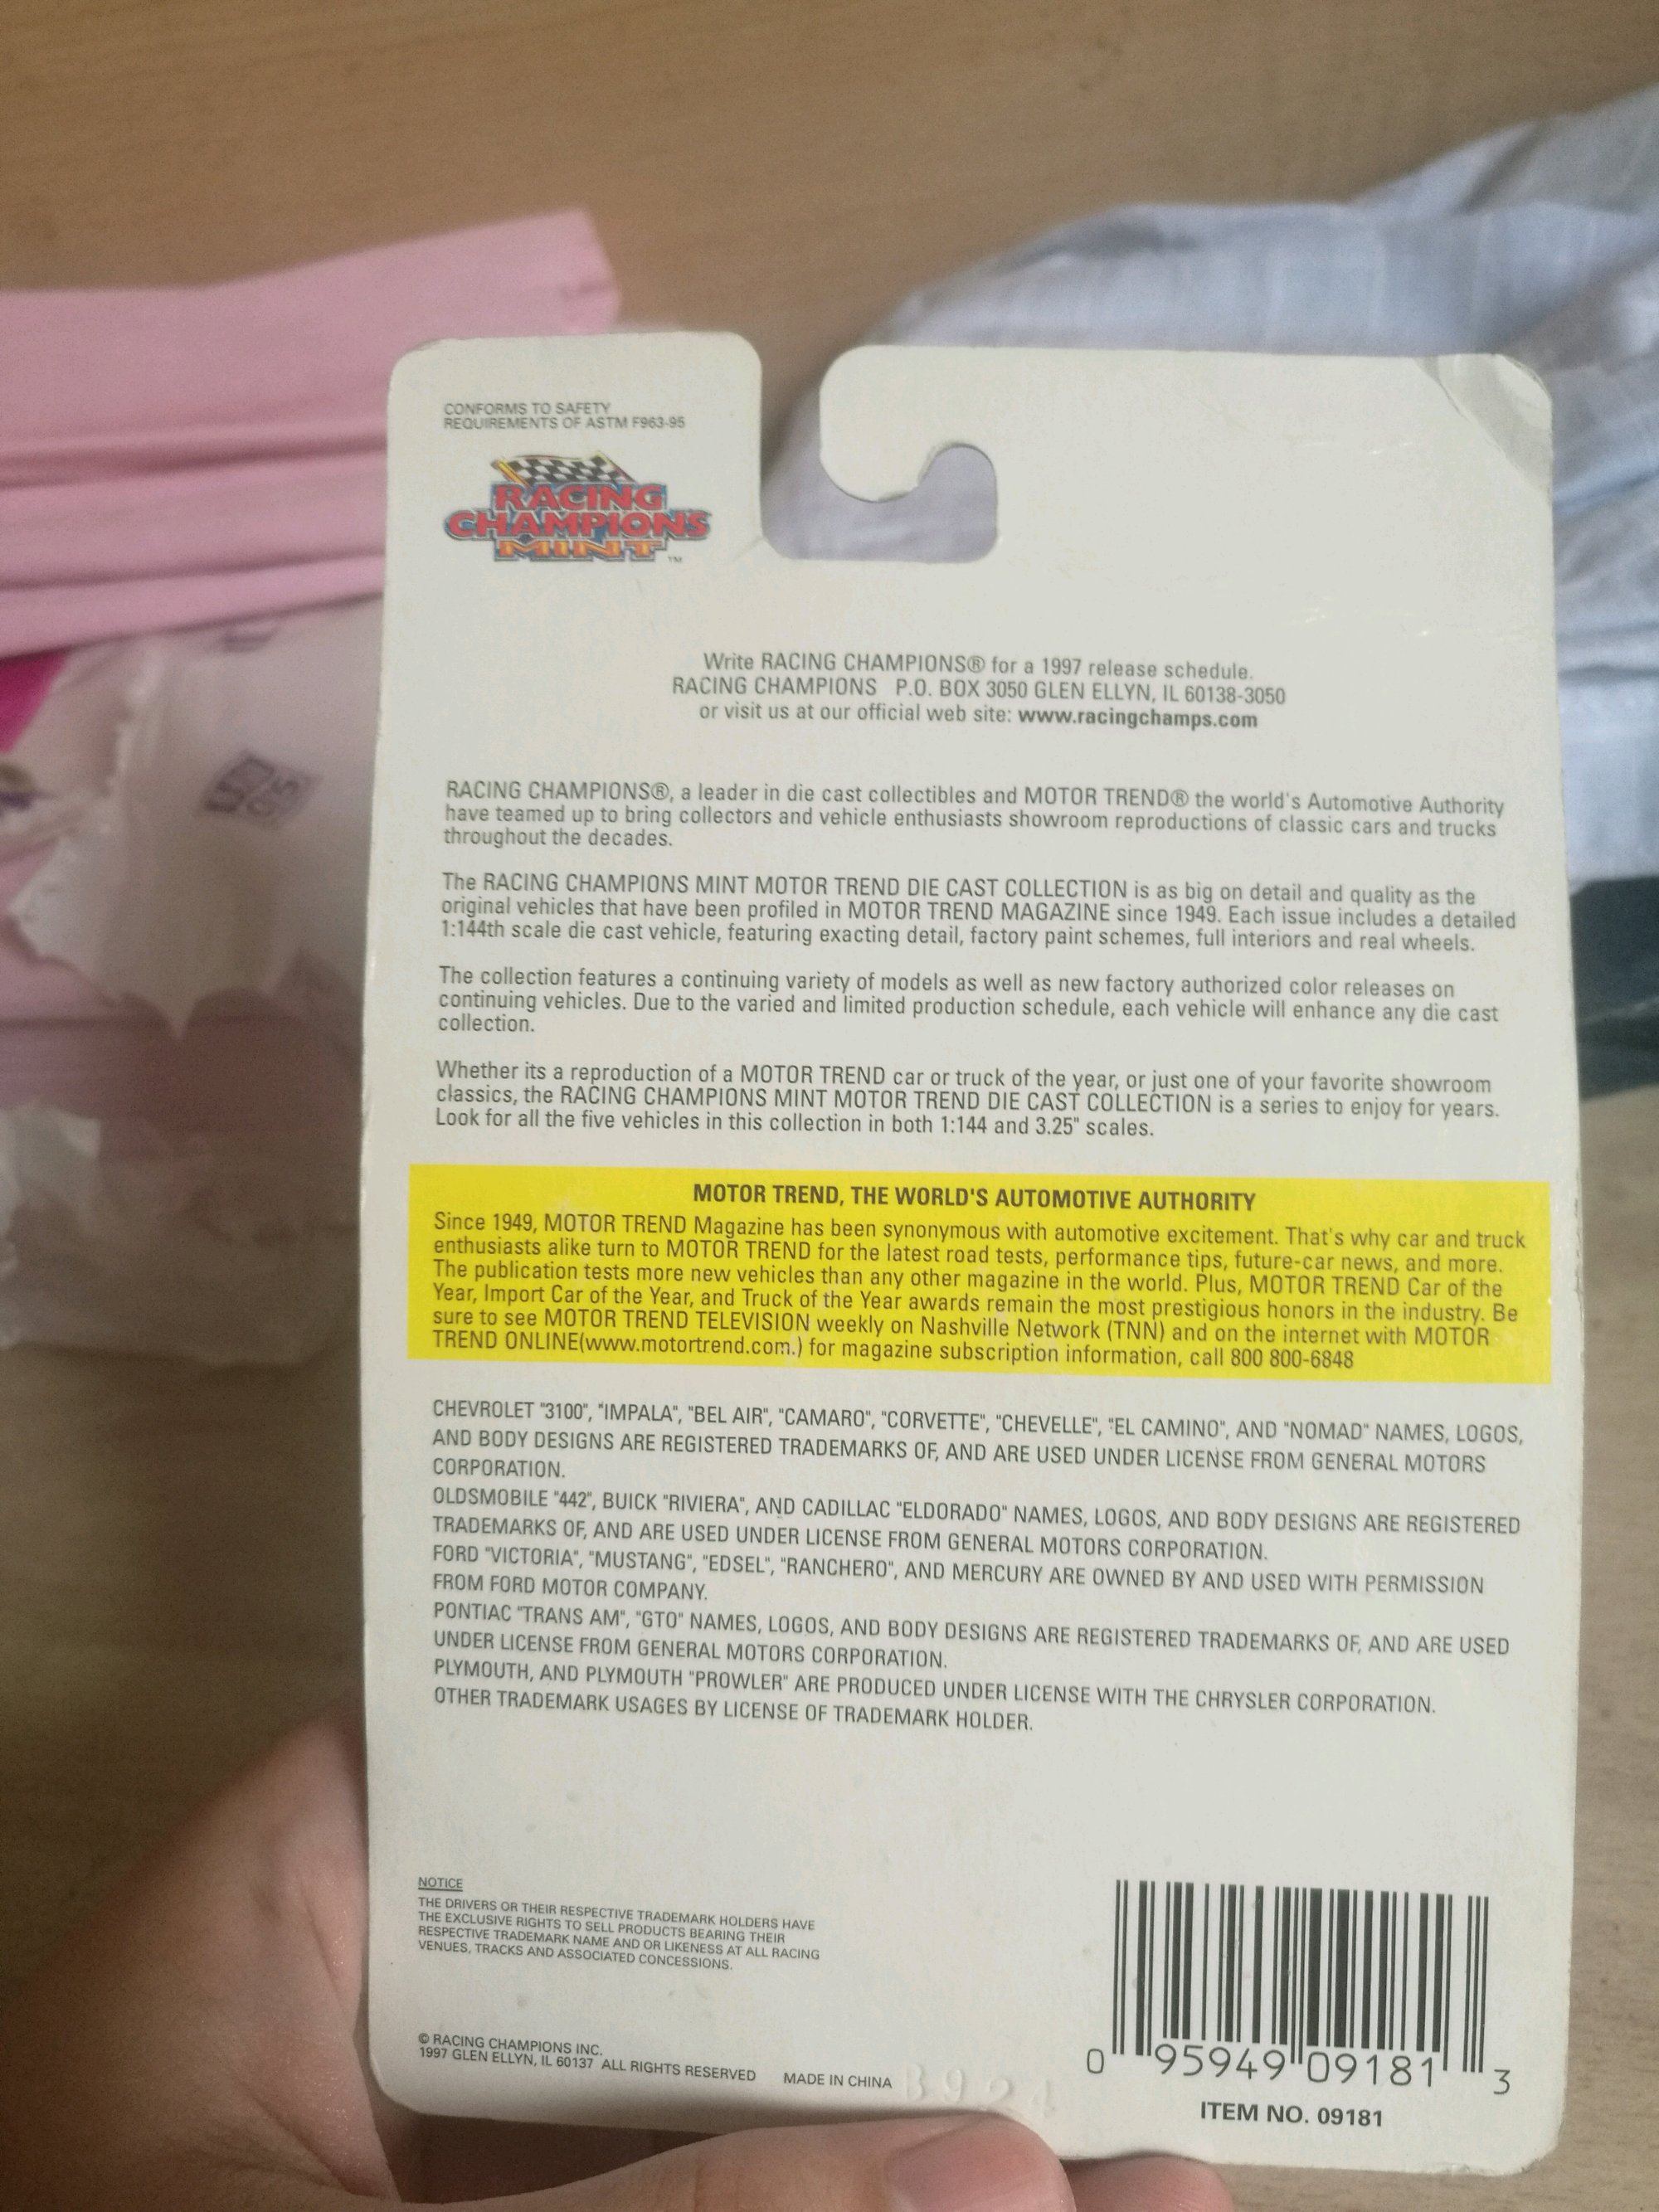 CONFORMS TO SAFETY
REQUIREMENTS OF ASTM F963-95
RACING
CHAMPIONS
MINT™
Write RACING CHAMPIONS® for a 1997 release schedule.
RACING CHAMPIONS P.O. BOX 3050 GLEN ELLYN, IL 60138-3050
or visit us at our official web site: www.racingchamps.com
RACING CHAMPIONS®, a leader in die cast collectibles and MOTOR TREND® the world's Automotive Authority
have teamed up to bring collectors and vehicle enthusiasts showroom reproductions of classic cars and trucks
throughout the decades.
The RACING CHAMPIONS MINT MOTOR TREND DIE CAST COLLECTION is as big on detail and quality as the
original vehicles that have been profiled in MOTOR TREND MAGAZINE since 1949. Each issue includes a detailed
1:144th scale die cast vehicle, featuring exacting detail, factory paint schemes, full interiors and real wheels.
The collection features a continuing variety of models as well as new factory authorized color releases on
continuing vehicles. Due to the varied and limited production schedule, each vehicle will enhance any die cast
collection.
Whether its a reproduction of a MOTOR TREND car or truck of the year, or just one of your favorite showroom
classics, the RACING CHAMPIONS MINT MOTOR TREND DIE CAST COLLECTION is a series to enjoy for years.
Look for all the five vehicles in this collection in both 1:144 and 3.25" scales.
MOTOR TREND, THE WORLD'S AUTOMOTIVE AUTHORITY
Since 1949, MOTOR TREND Magazine has been synonymous with automotive excitement. That's why car and truck
enthusiasts alike turn to MOTOR TREND for the latest road tests, performance tips, future-car news, and more.
The publication tests more new vehicles than any other magazine in the world. Plus, MOTOR TREND Car of the
Year, Import Car of the Year, and Truck of the Year awards remain the most prestigious honors in the industry. Be
sure to see MOTOR TREND TELEVISION weekly on Nashville Network (TNN) and on the internet with MOTOR
TREND ONLINE(www.motortrend.com.) for magazine subscription information, call 800 800-6848
CHEVROLET "3100", "IMPALA", "BEL AIR", "CAMARO", "CORVETTE", "CHEVELLE", "EL CAMINO", AND "NOMAD" NAMES, LOGOS,
AND BODY DESIGNS ARE REGISTERED TRADEMARKS OF, AND ARE USED UNDER LICENSE FROM GENERAL MOTORS
CORPORATION.
OLDSMOBILE "442", BUICK "RIVIERA", AND CADILLAC "ELDORADO" NAMES, LOGOS, AND BODY DESIGNS ARE REGISTERED
TRADEMARKS OF, AND ARE USED UNDER LICENSE FROM GENERAL MOTORS CORPORATION.
FORD "VICTORIA", "MUSTANG", "EDSEL", "RANCHERO", AND MERCURY ARE OWNED BY AND USED WITH PERMISSION
FROM FORD MOTOR COMPANY.
PONTIAC "TRANS AM", "GTO" NAMES, LOGOS, AND BODY DESIGNS ARE REGISTERED TRADEMARKS OF, AND ARE USED
UNDER LICENSE FROM GENERAL MOTORS CORPORATION.
PLYMOUTH, AND PLYMOUTH "PROWLER" ARE PRODUCED UNDER LICENSE WITH THE CHRYSLER CORPORATION.
OTHER TRADEMARK USAGES BY LICENSE OF TRADEMARK HOLDER.
NOTICE
THE DRIVERS OR THEIR RESPECTIVE TRADEMARK HOLDERS HAVE
THE EXCLUSIVE RIGHTS TO SELL PRODUCTS BEARING THEIR
RESPECTIVE TRADEMARK NAME AND OR LIKENESS AT ALL RACING
VENUES, TRACKS AND ASSOCIATED CONCESSIONS.
© RACING CHAMPIONS INC.
1997 GLEN ELLYN, IL 60137 ALL RIGHTS RESERVED MADE IN CHINA
0 95949 09181 3
ITEM NO. 09181